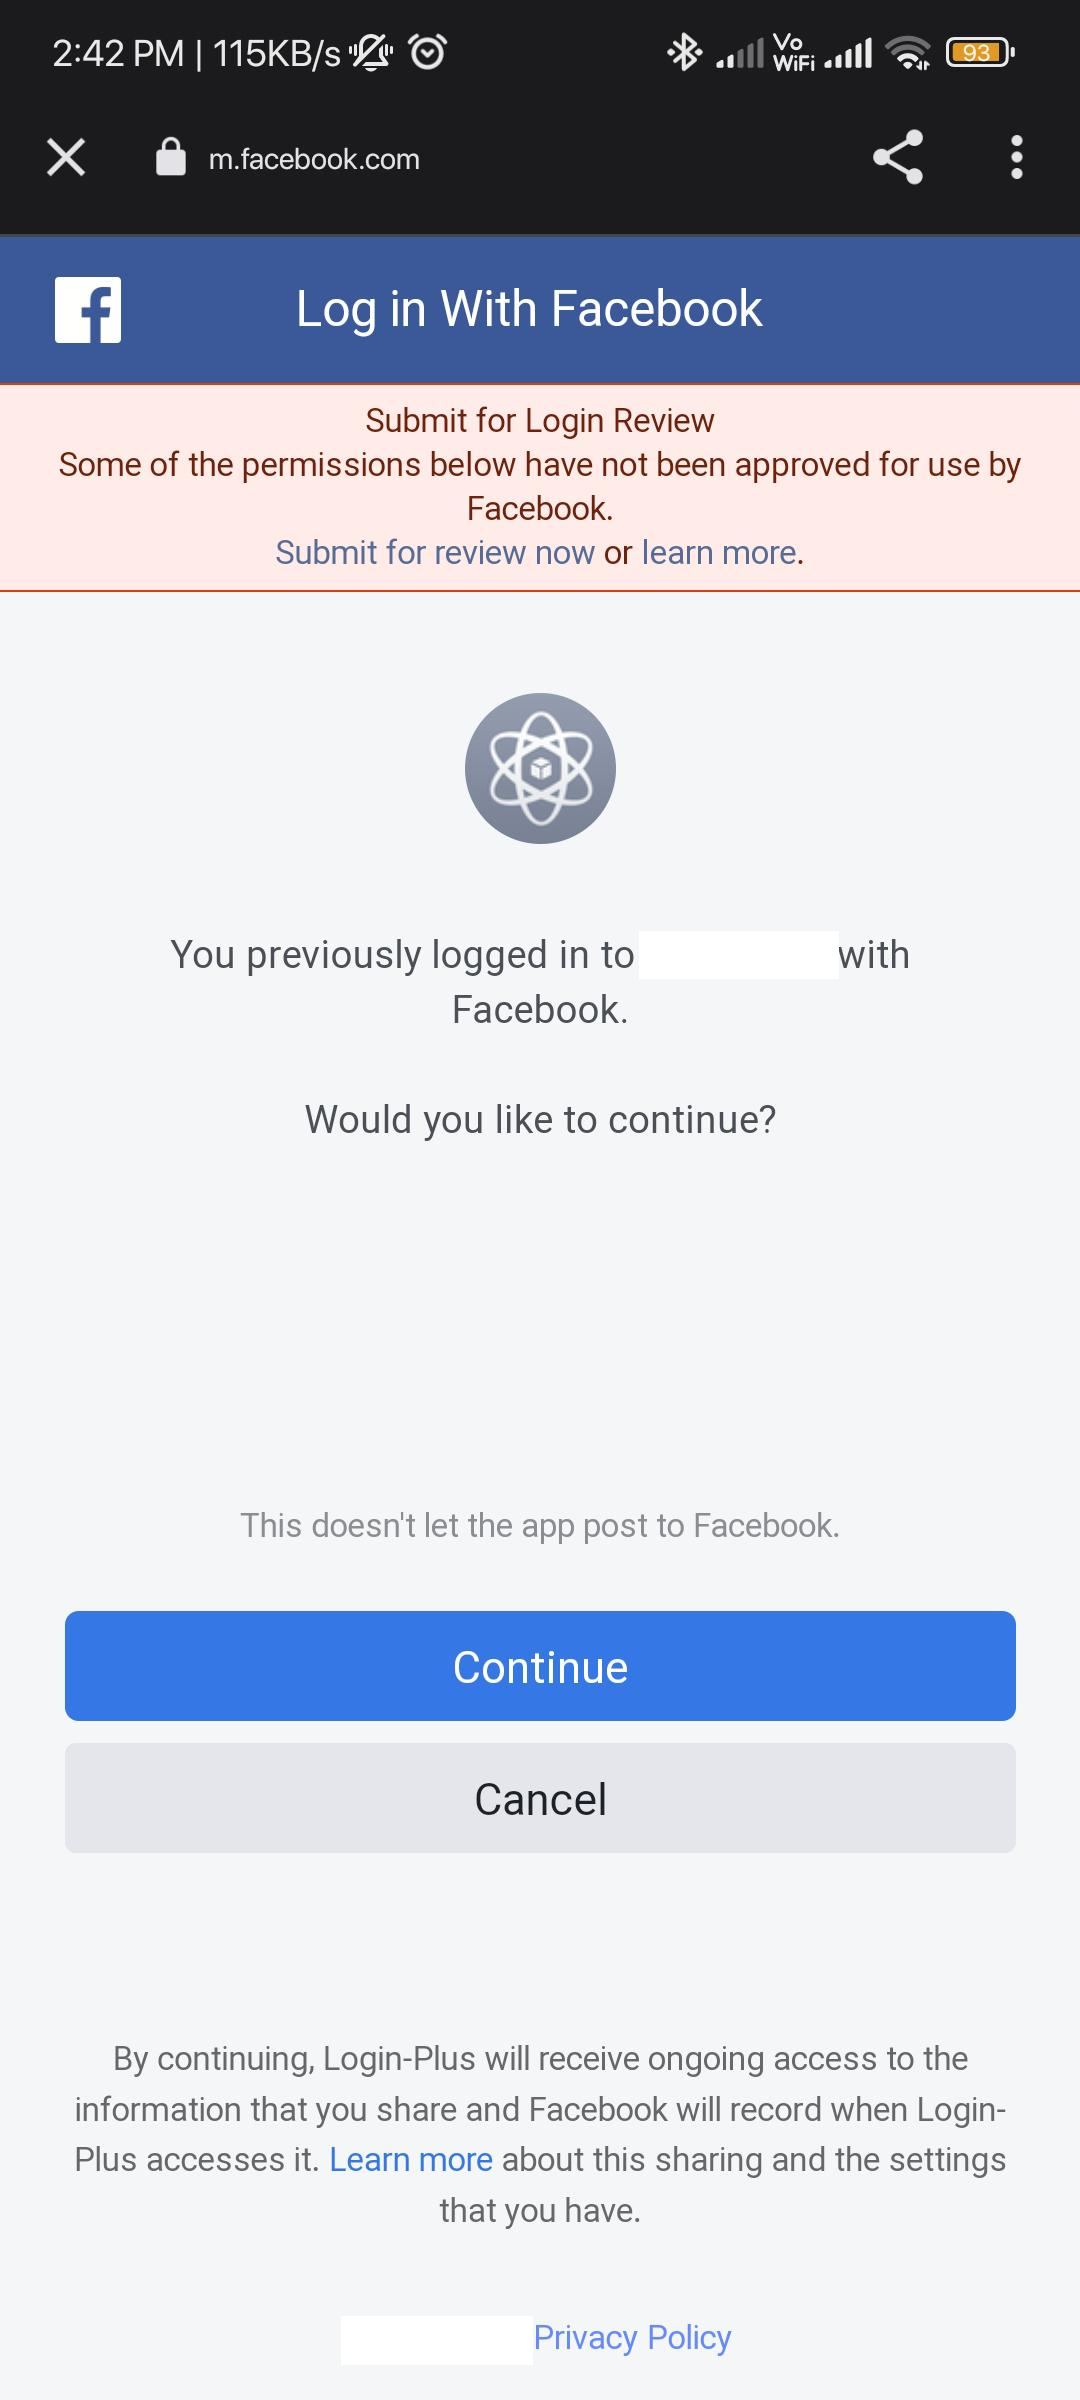 2:42 PM | 115KB/s
Vo
WiFi
93
m.facebook.com
Log in With Facebook
Submit for Login Review
Some of the permissions below have not been approved for use by
Facebook.
Submit for review now or learn more.
You previously logged in to with
Facebook.
Would you like to continue?
This doesn't let the app post to Facebook.
Continue
Cancel
By continuing, Login-Plus will receive ongoing access to the
information that you share and Facebook will record when Login-
Plus accesses it. Learn more about this sharing and the settings
that you have.
Privacy Policy